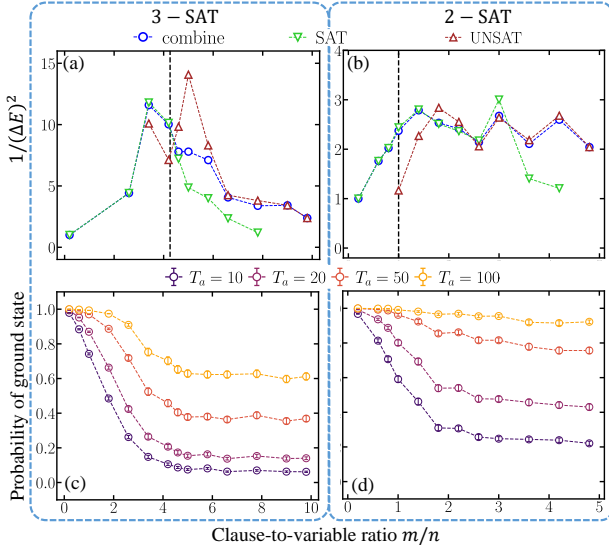 3 − SAT
2 − SAT
combine
SAT
UNSAT
(a)
(b)
1/(ΔE)²
15
10
5
0
4
3
2
1
0
T_a = 10
T_a = 20
T_a = 50
T_a = 100
Probability of ground state
1.0
0.8
0.6
0.4
0.2
0.0
(c)
(d)
0 2 4 6 8 10
0 1 2 3 4 5
Clause-to-variable ratio m/n